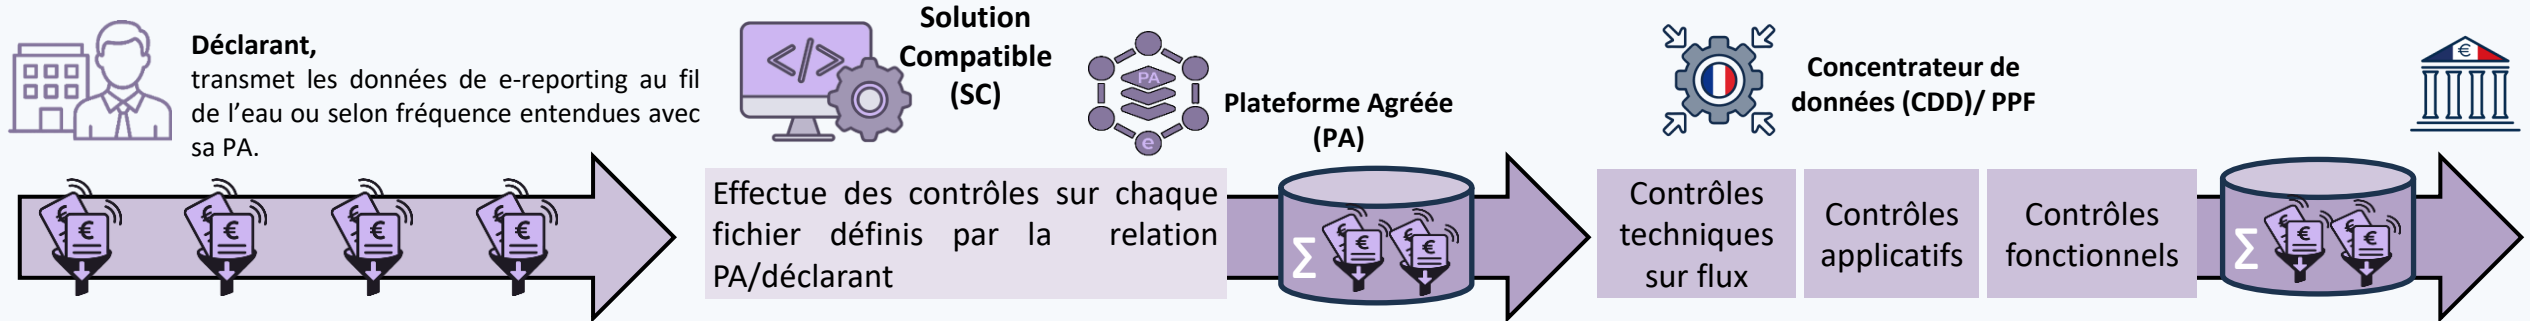 Déclarant,
transmet les données de e-reporting au fil
de l'eau ou selon fréquence entendues avec
sa PA.
</>
Solution
Compatible
(SC)
PA
e
Plateforme Agréée
(PA)
Concentrateur de
données (CDD)/ PPF
€
€
€
€
€
Effectue des contrôles sur chaque
fichier définis par la relation
PA/déclarant
Σ
€
€
Contrôles
techniques
sur flux
Contrôles
applicatifs
Contrôles
fonctionnels
Σ
€
€